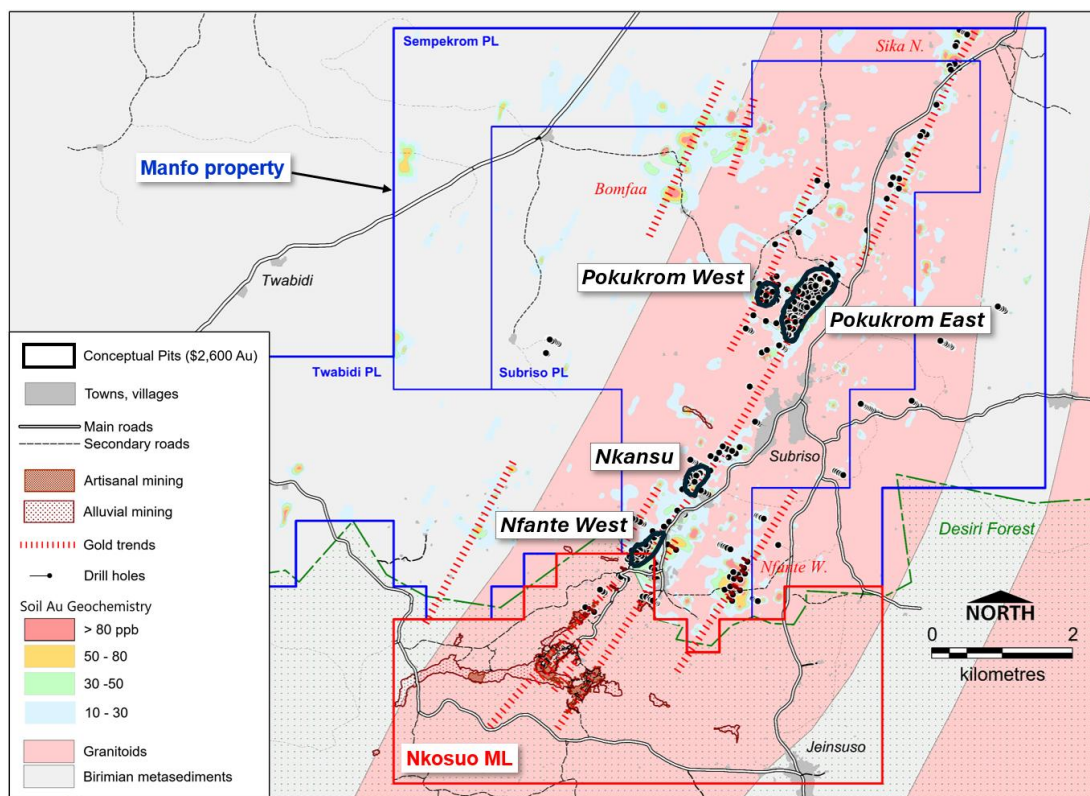 Sempekrom PL
Sika N.
Manfo property
Bomfaa
Twabidi
Pokukrom West
Pokukrom East
Twabidi PL
Subriso PL
Nkansu
Subriso
Nfante West
Desiri Forest
Nfante W.
Nkosuo ML
Jeinsuso
NORTH
0 2
kilometres
Conceptual Pits ($2,600 Au)
Towns, villages
Main roads
Secondary roads
Artisanal mining
Alluvial mining
Gold trends
Drill holes
Soil Au Geochemistry
> 80 ppb
50 - 80
30 -50
10 - 30
Granitoids
Birimian metasediments